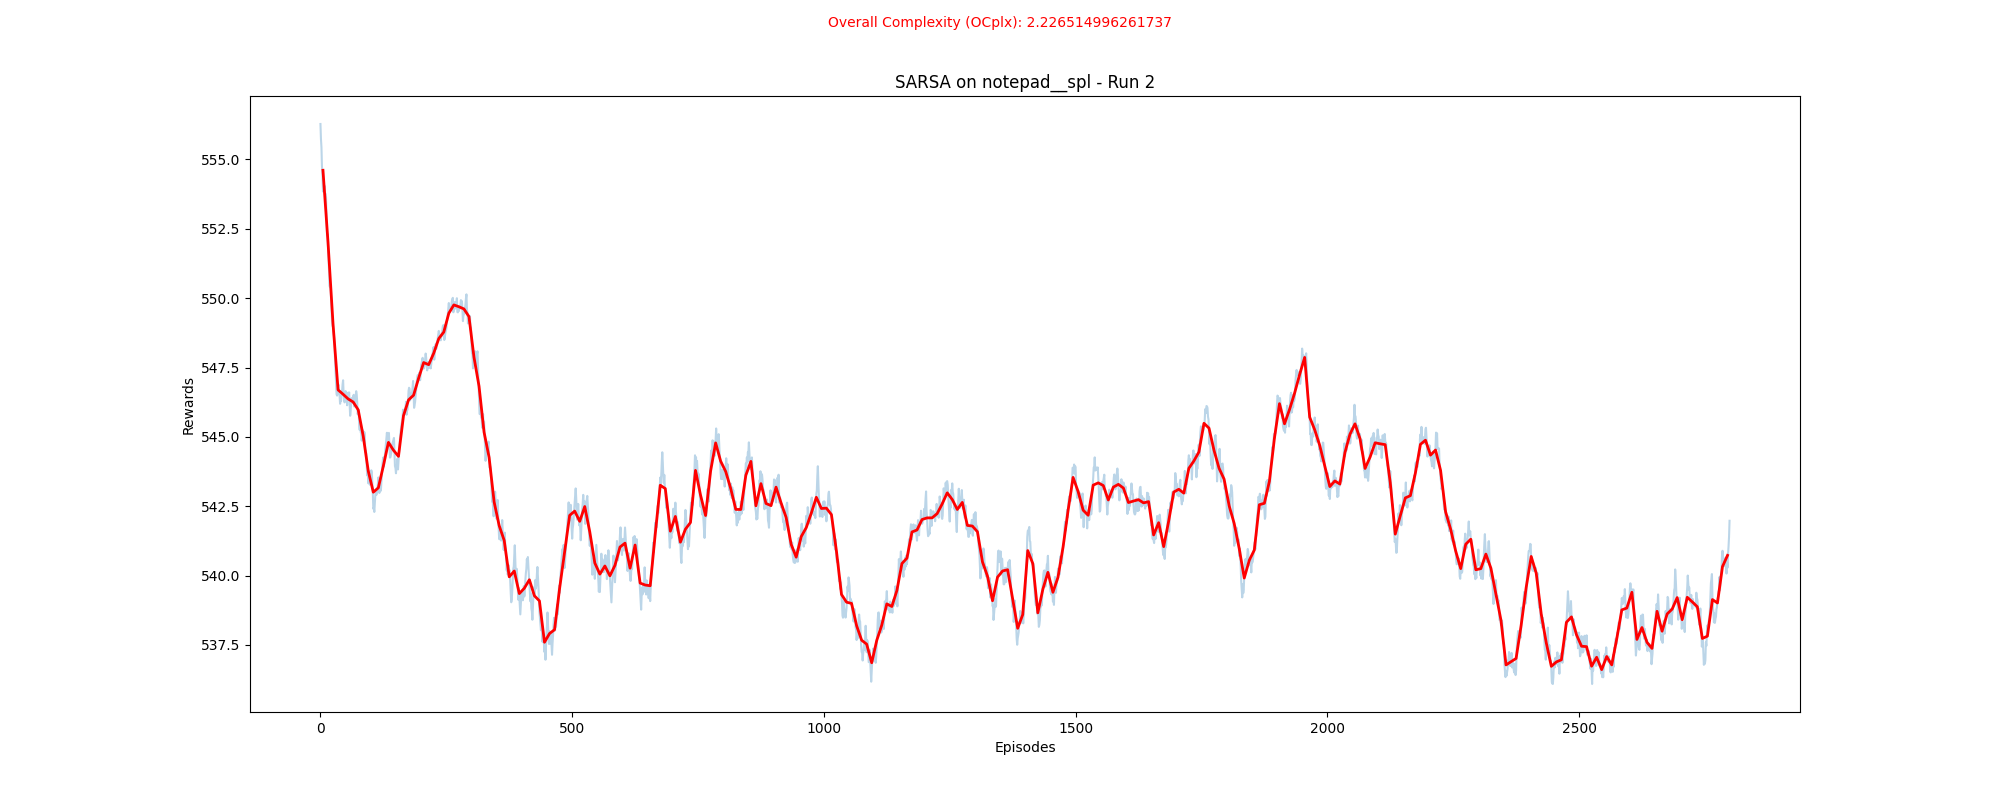 Overall Complexity (OCplx): 2.226514996261737
SARSA on notepad__spl - Run 2
555.0
552.5
550.0
547.5
545.0
542.5
540.0
537.5
Rewards
0 500 1000 1500 2000 2500
Episodes